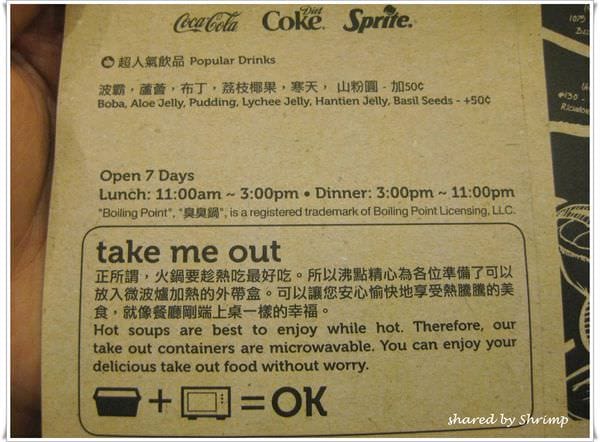 Coca-Cola Diet Coke Sprite
超人氣飲品 Popular Drinks
波霸,蘆薈,布丁,荔枝椰果,寒天, 山粉圓 - 加50¢
Boba, Aloe Jelly, Pudding, Lychee Jelly, Hantien Jelly, Basil Seeds - +50¢
Open 7 Days
Lunch: 11:00am ~ 3:00pm • Dinner: 3:00pm ~ 11:00pm
"Boiling Point", "臭臭鍋", is a registered trademark of Boiling Point Licensing, LLC.
take me out
正所謂,火鍋要趁熱吃最好吃。所以沸點精心為各位準備了可以
放入微波爐加熱的外帶盒。可以讓您安心愉快地享受熱騰騰的美
食,就像餐廳剛端上桌一樣的幸福。
Hot soups are best to enjoy while hot. Therefore, our
take out containers are microwavable. You can enjoy your
delicious take out food without worry.
+ = OK
shared by Shrimp